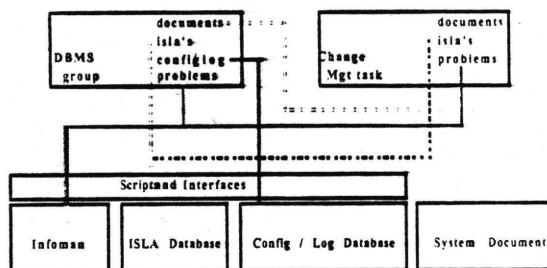 documents
isla's
DBMS
config/log
group
problems
documents
isla's
Change
problems
Mgt task
Script and Interfaces
Infoman
ISLA Database
Config / Log Database
System Document